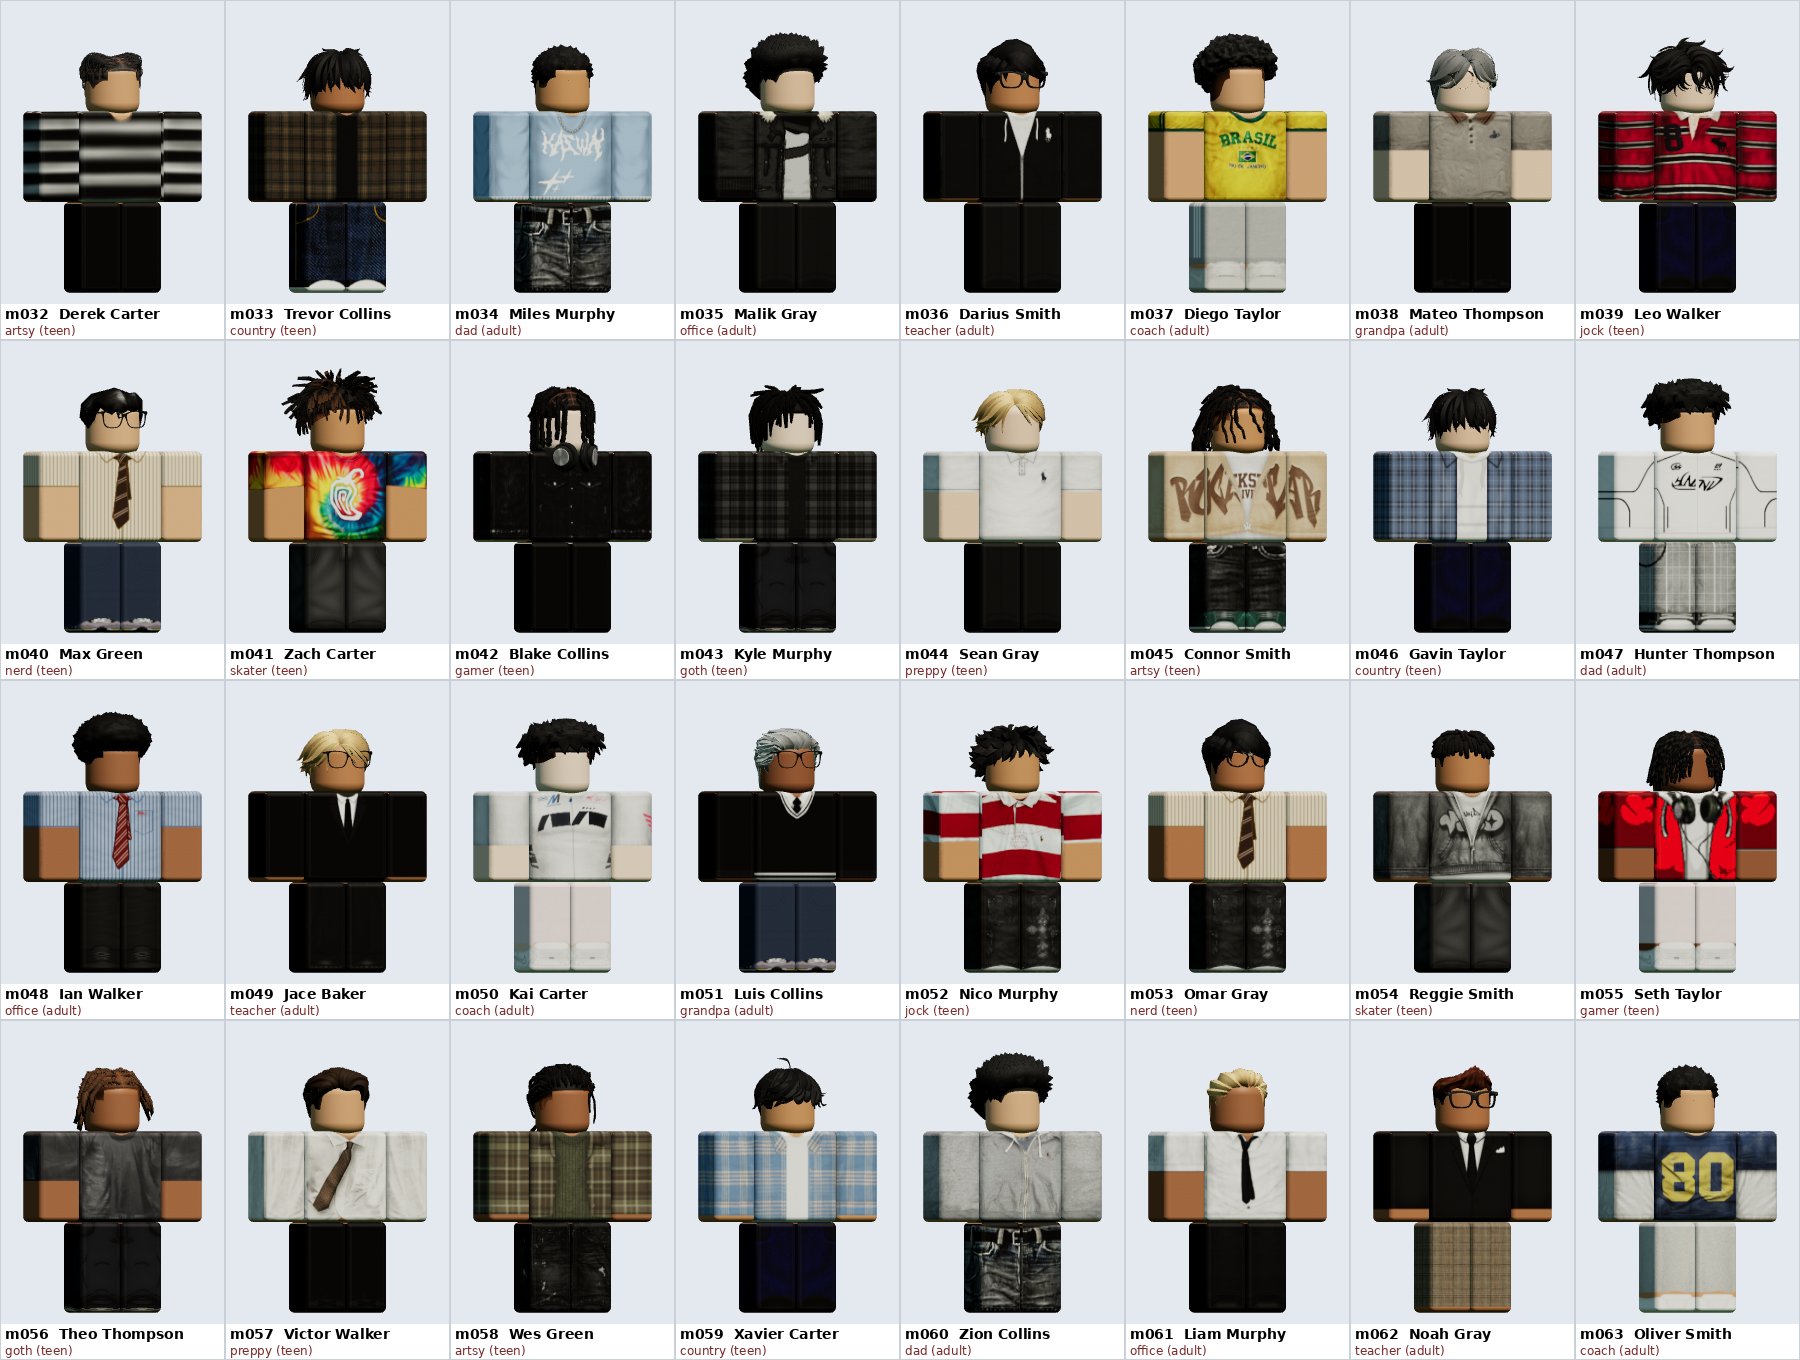 KASWAY
BRASIL
RIO DE JANEIRO
8
m032 Derek Carter
artsy (teen)
m033 Trevor Collins
country (teen)
m034 Miles Murphy
dad (adult)
m035 Malik Gray
office (adult)
m036 Darius Smith
teacher (adult)
m037 Diego Taylor
coach (adult)
m038 Mateo Thompson
grandpa (adult)
m039 Leo Walker
jock (teen)
m040 Max Green
nerd (teen)
m041 Zach Carter
skater (teen)
m042 Blake Collins
gamer (teen)
m043 Kyle Murphy
goth (teen)
m044 Sean Gray
preppy (teen)
m045 Connor Smith
artsy (teen)
m046 Gavin Taylor
country (teen)
m047 Hunter Thompson
dad (adult)
m048 Ian Walker
office (adult)
m049 Jace Baker
teacher (adult)
m050 Kai Carter
coach (adult)
m051 Luis Collins
grandpa (adult)
m052 Nico Murphy
jock (teen)
m053 Omar Gray
nerd (teen)
m054 Reggie Smith
skater (teen)
m055 Seth Taylor
gamer (teen)
80
m056 Theo Thompson
goth (teen)
m057 Victor Walker
preppy (teen)
m058 Wes Green
artsy (teen)
m059 Xavier Carter
country (teen)
m060 Zion Collins
dad (adult)
m061 Liam Murphy
office (adult)
m062 Noah Gray
teacher (adult)
m063 Oliver Smith
coach (adult)